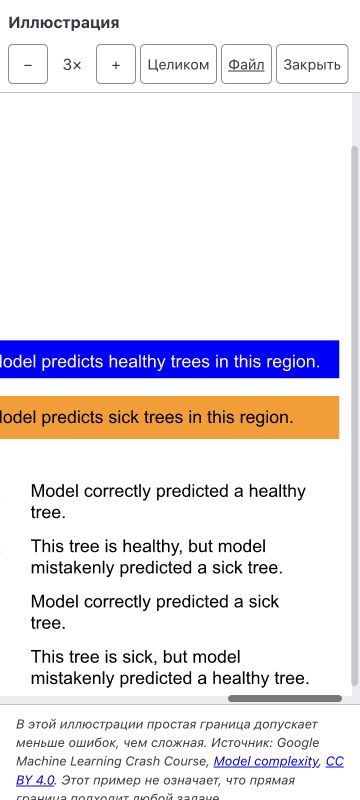 Иллюстрация
− 3× + Целиком Файл Закрыть
odel predicts healthy trees in this region.
odel predicts sick trees in this region.
Model correctly predicted a healthy
tree.
This tree is healthy, but model
mistakenly predicted a sick tree.
Model correctly predicted a sick
tree.
This tree is sick, but model
mistakenly predicted a healthy tree.
В этой иллюстрации простая граница допускает
меньше ошибок, чем сложная. Источник: Google
Machine Learning Crash Course, Model complexity, CC
BY 4.0. Этот пример не означает, что прямая
граница подходит любой задаче.